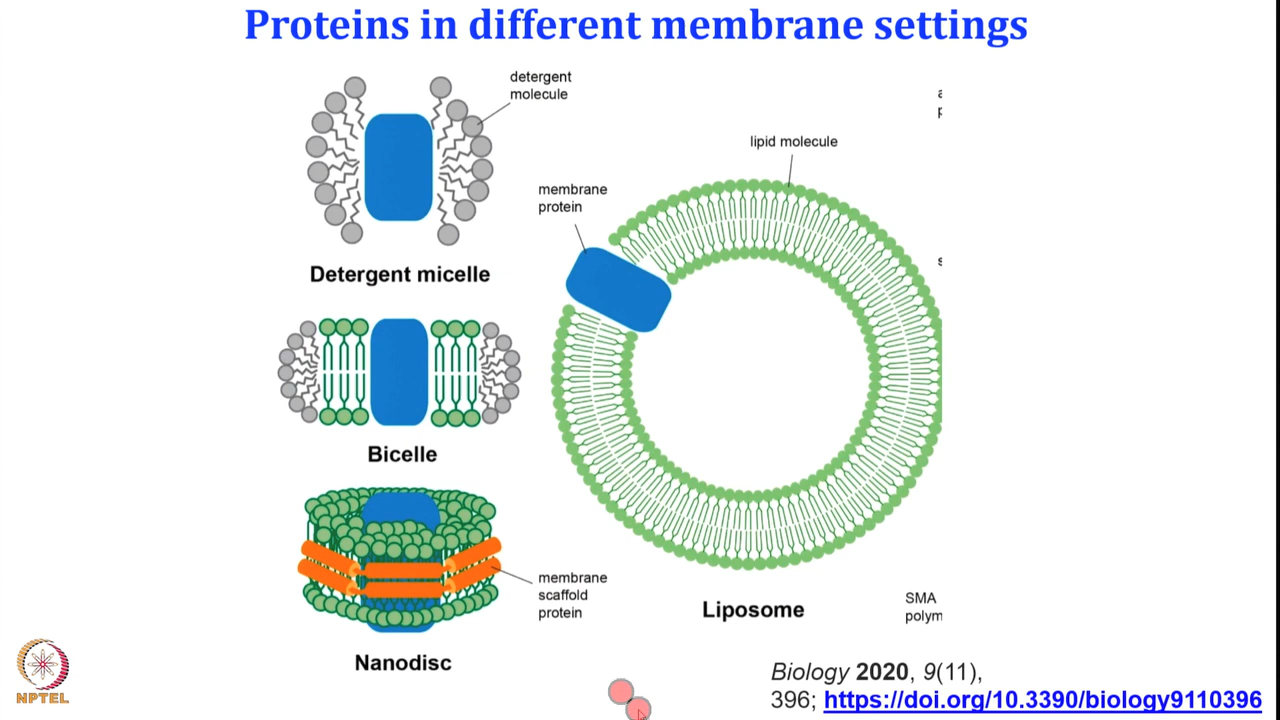 Proteins in different membrane settings
detergent
molecule
Detergent micelle
lipid molecule
membrane
protein
Bicelle
membrane
scaffold
protein
Nanodisc
Liposome
SMA
polym
NPTEL
Biology 2020, 9(11),
396; https://doi.org/10.3390/biology9110396